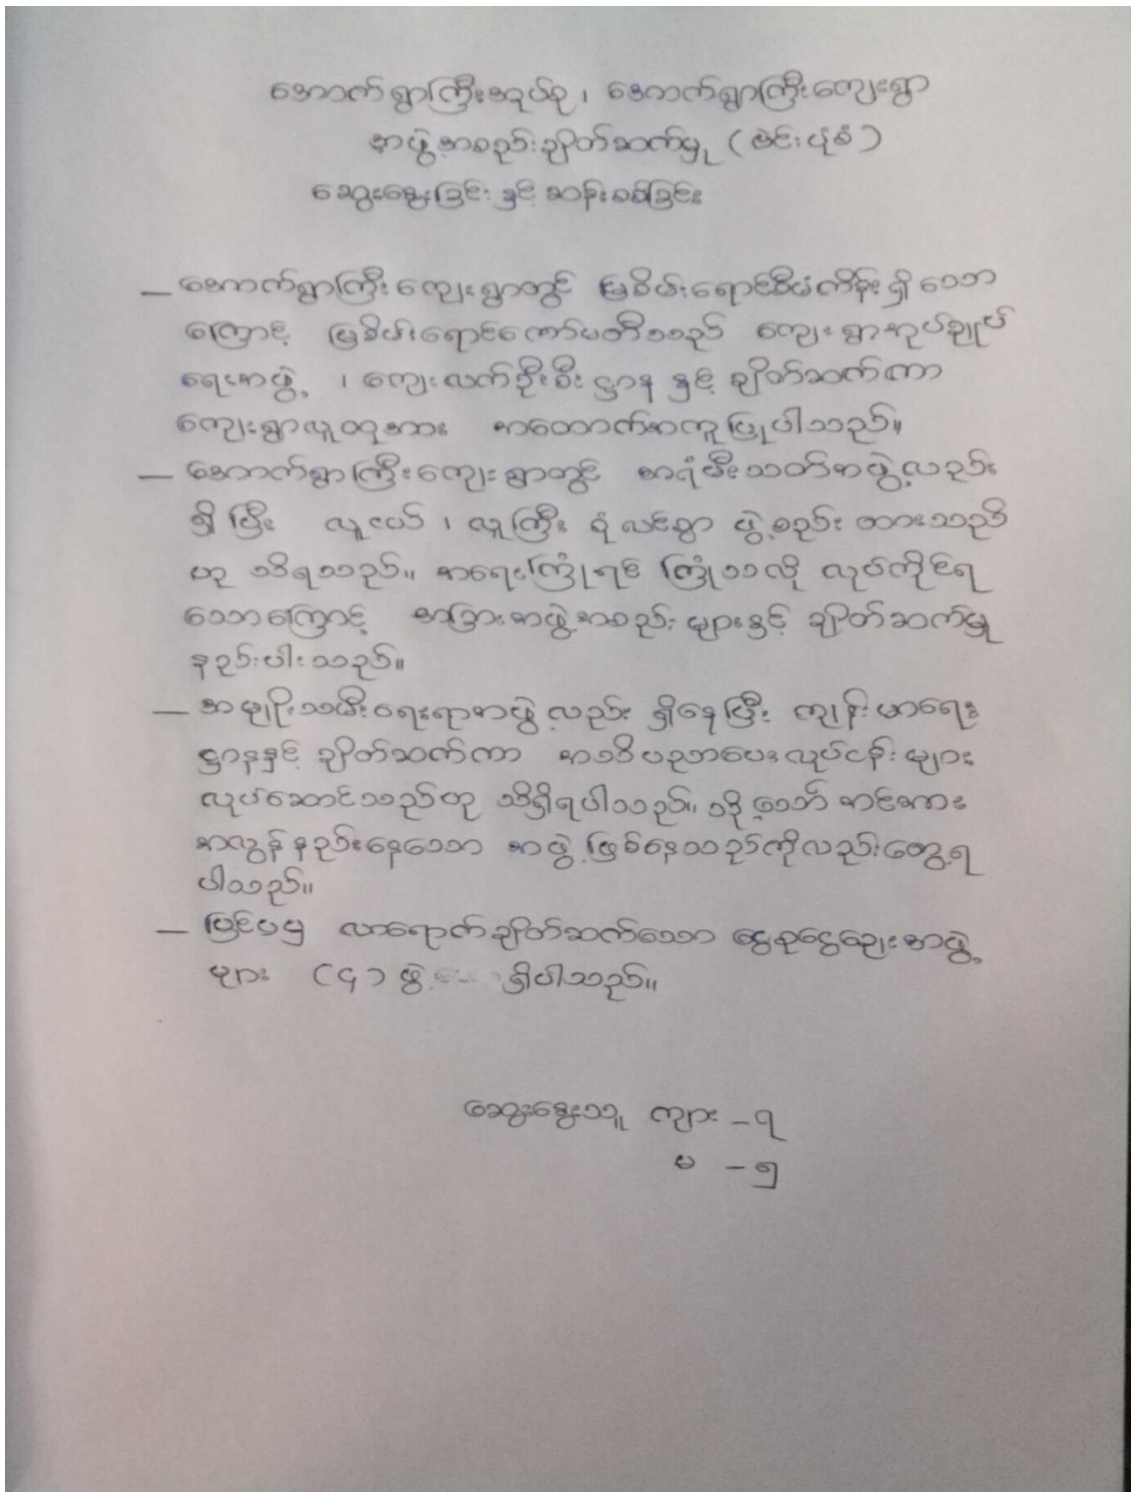 အောက်ရွာကြီးအုပ်စု ၊ အောက်ရွာကြီးကျေးရွာ
အဖွဲ့အစည်းချိတ်ဆက်မှု ( ဗင်းပုံစံ )
ဆွေးနွေးခြင်း နှင့် ဆန်းစစ်ခြင်း
— အောက်ရွာကြီးကျေးရွာတွင် မြစိမ်းရောင်စီမံကိန်းရှိသော
ကြောင့် မြစိမ်းရောင်ကော်မတီသည် ကျေးရွာအုပ်ချုပ်
ရေးအဖွဲ့ ၊ ကျေးလက်ဦးစီးဌာန နှင့် ချိတ်ဆက်ကာ
ကျေးရွာလူထုအား အထောက်အကူပြုပါသည်။
— အောက်ရွာကြီးကျေးရွာတွင် အရံမီးသတ်အဖွဲ့လည်း
ရှိပြီး လူငယ် ၊ လူကြီး စုံလင်စွာ ဖွဲ့စည်းထားသည်
ဟု သိရသည်။ အရေးကြုံရင် ကြုံသလို လုပ်ကိုင်ရ
သောကြောင့် အခြားအဖွဲ့အစည်းများနှင့် ချိတ်ဆက်မှု
နည်းပါးသည်။
— အမျိုးသမီးရေးရာအဖွဲ့လည်း ရှိနေပြီး ကျန်းမာရေး
ဌာနနှင့် ချိတ်ဆက်ကာ အသိပညာပေးလုပ်ငန်းများ
လုပ်ဆောင်သည်ဟု သိရှိရပါသည်။ သို့သော် အင်အား
အလွန်နည်းနေသော အဖွဲ့ဖြစ်နေသည်ကိုလည်းတွေ့ရ
ပါသည်။
— ပြင်ပမှ လာရောက်ချိတ်ဆက်သော ငွေစုငွေချေးအဖွဲ့
များ (၄) ဖွဲ့ ရှိပါသည်။
ဆွေးနွေးသူ ကျား – ၇
မ – ၅